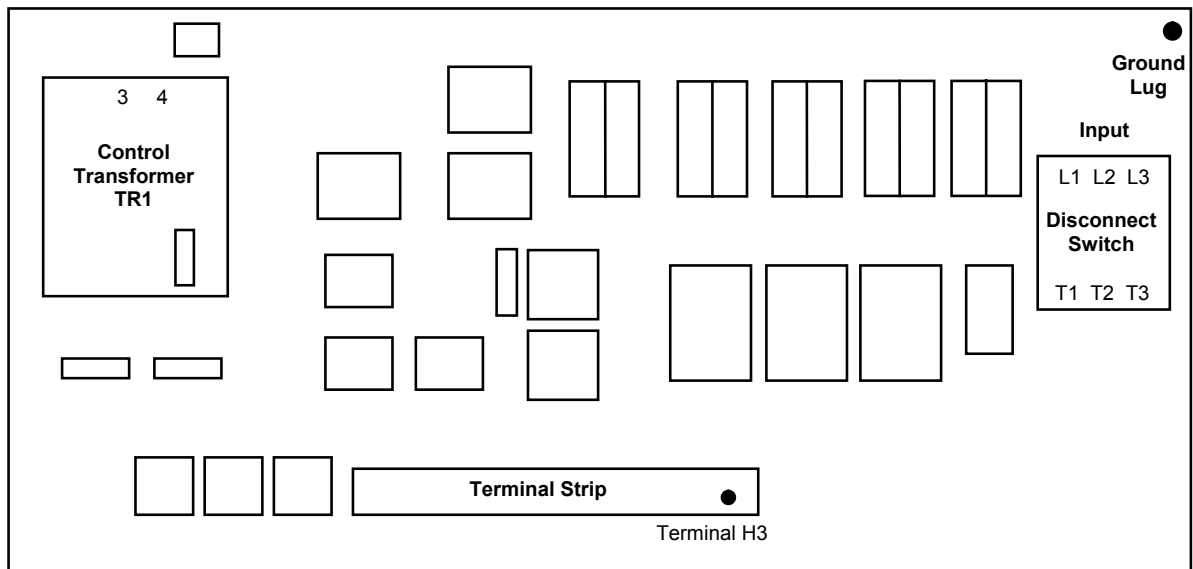 Ground
Lug
3 4
Input
Control
Transformer
TR1
L1 L2 L3
Disconnect
Switch
T1 T2 T3
Terminal Strip
Terminal H3